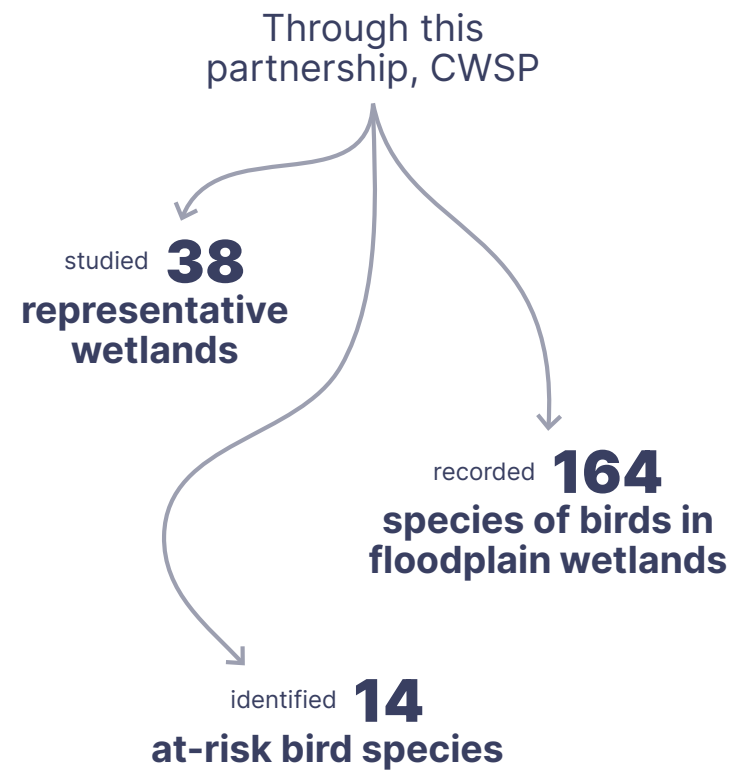 Through this
partnership, CWSP
studied 38
representative
wetlands
recorded 164
species of birds in
floodplain wetlands
identified 14
at-risk bird species